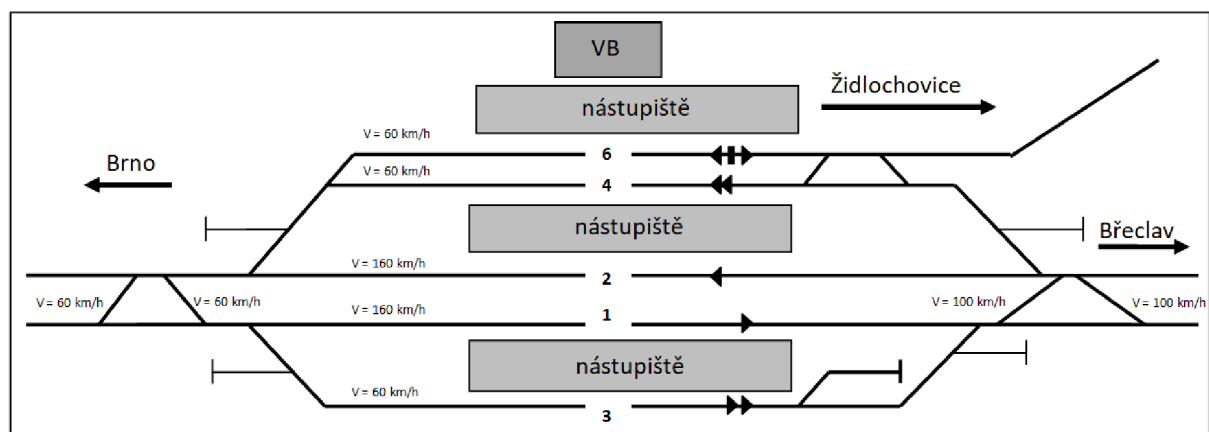 VB
Židlochovice
nástupiště
V = 60 km/h
6
Brno
V = 60 km/h
4
nástupiště
Břeclav
V = 160 km/h
2
V = 60 km/h
V = 60 km/h
V = 160 km/h
1
V = 100 km/h
V = 100 km/h
nástupiště
V = 60 km/h
3